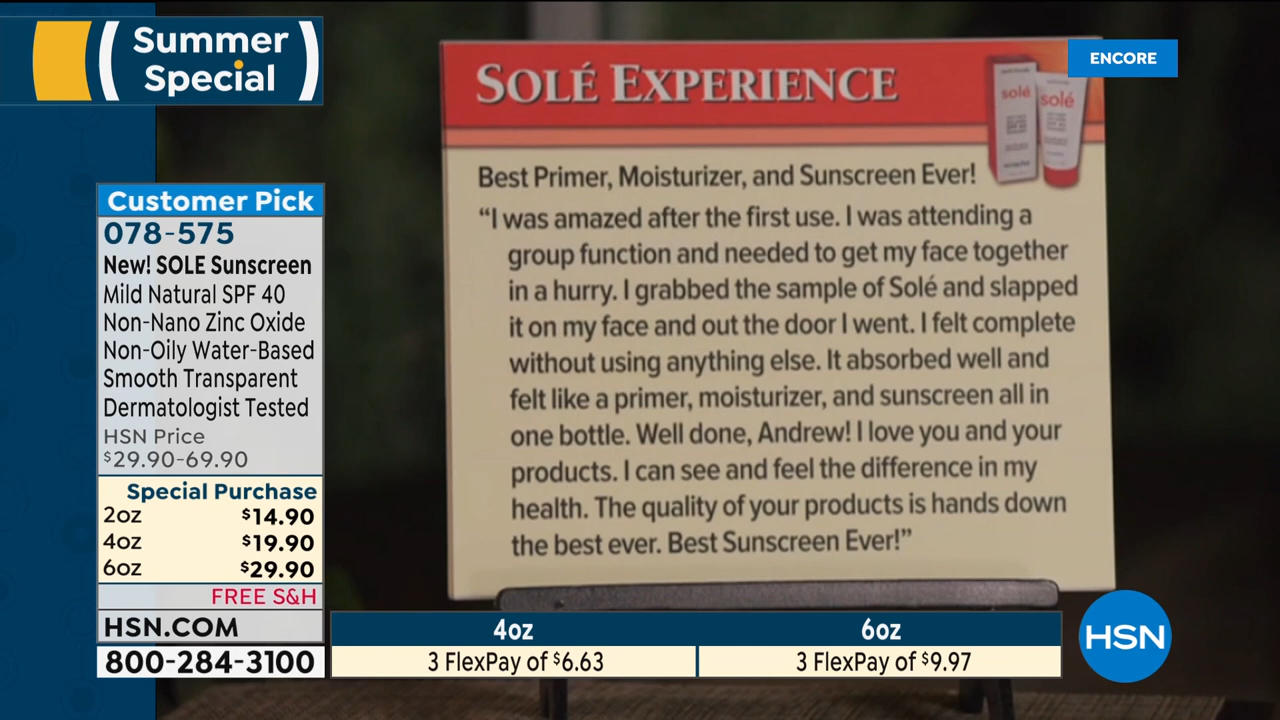 Summer
Special
ENCORE
SOLÉ EXPERIENCE
solé
solé
Best Primer, Moisturizer, and Sunscreen Ever!
“I was amazed after the first use. I was attending a
group function and needed to get my face together
in a hurry. I grabbed the sample of Solé and slapped
it on my face and out the door I went. I felt complete
without using anything else. It absorbed well and
felt like a primer, moisturizer, and sunscreen all in
one bottle. Well done, Andrew! I love you and your
products. I can see and feel the difference in my
health. The quality of your products is hands down
the best ever. Best Sunscreen Ever!”
Customer Pick
078-575
New! SOLE Sunscreen
Mild Natural SPF 40
Non-Nano Zinc Oxide
Non-Oily Water-Based
Smooth Transparent
Dermatologist Tested
HSN Price
$29.90-69.90
Special Purchase
2oz $14.90
4oz $19.90
6oz $29.90
FREE S&H
HSN.COM
800-284-3100
4oz 6oz
3 FlexPay of $6.63 3 FlexPay of $9.97
HSN